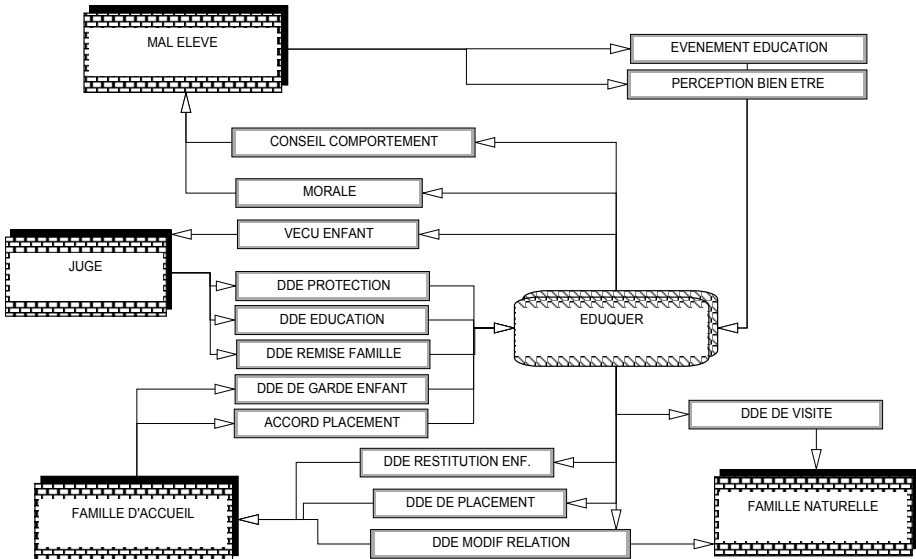 MAL ELEVE
EVENEMENT EDUCATION
PERCEPTION BIEN ETRE
CONSEIL COMPORTEMENT
MORALE
VECU ENFANT
JUGE
DDE PROTECTION
DDE EDUCATION
EDUQUER
DDE REMISE FAMILLE
DDE DE GARDE ENFANT
ACCORD PLACEMENT
DDE DE VISITE
DDE RESTITUTION ENF.
DDE DE PLACEMENT
FAMILLE D'ACCUEIL
FAMILLE NATURELLE
DDE MODIF RELATION